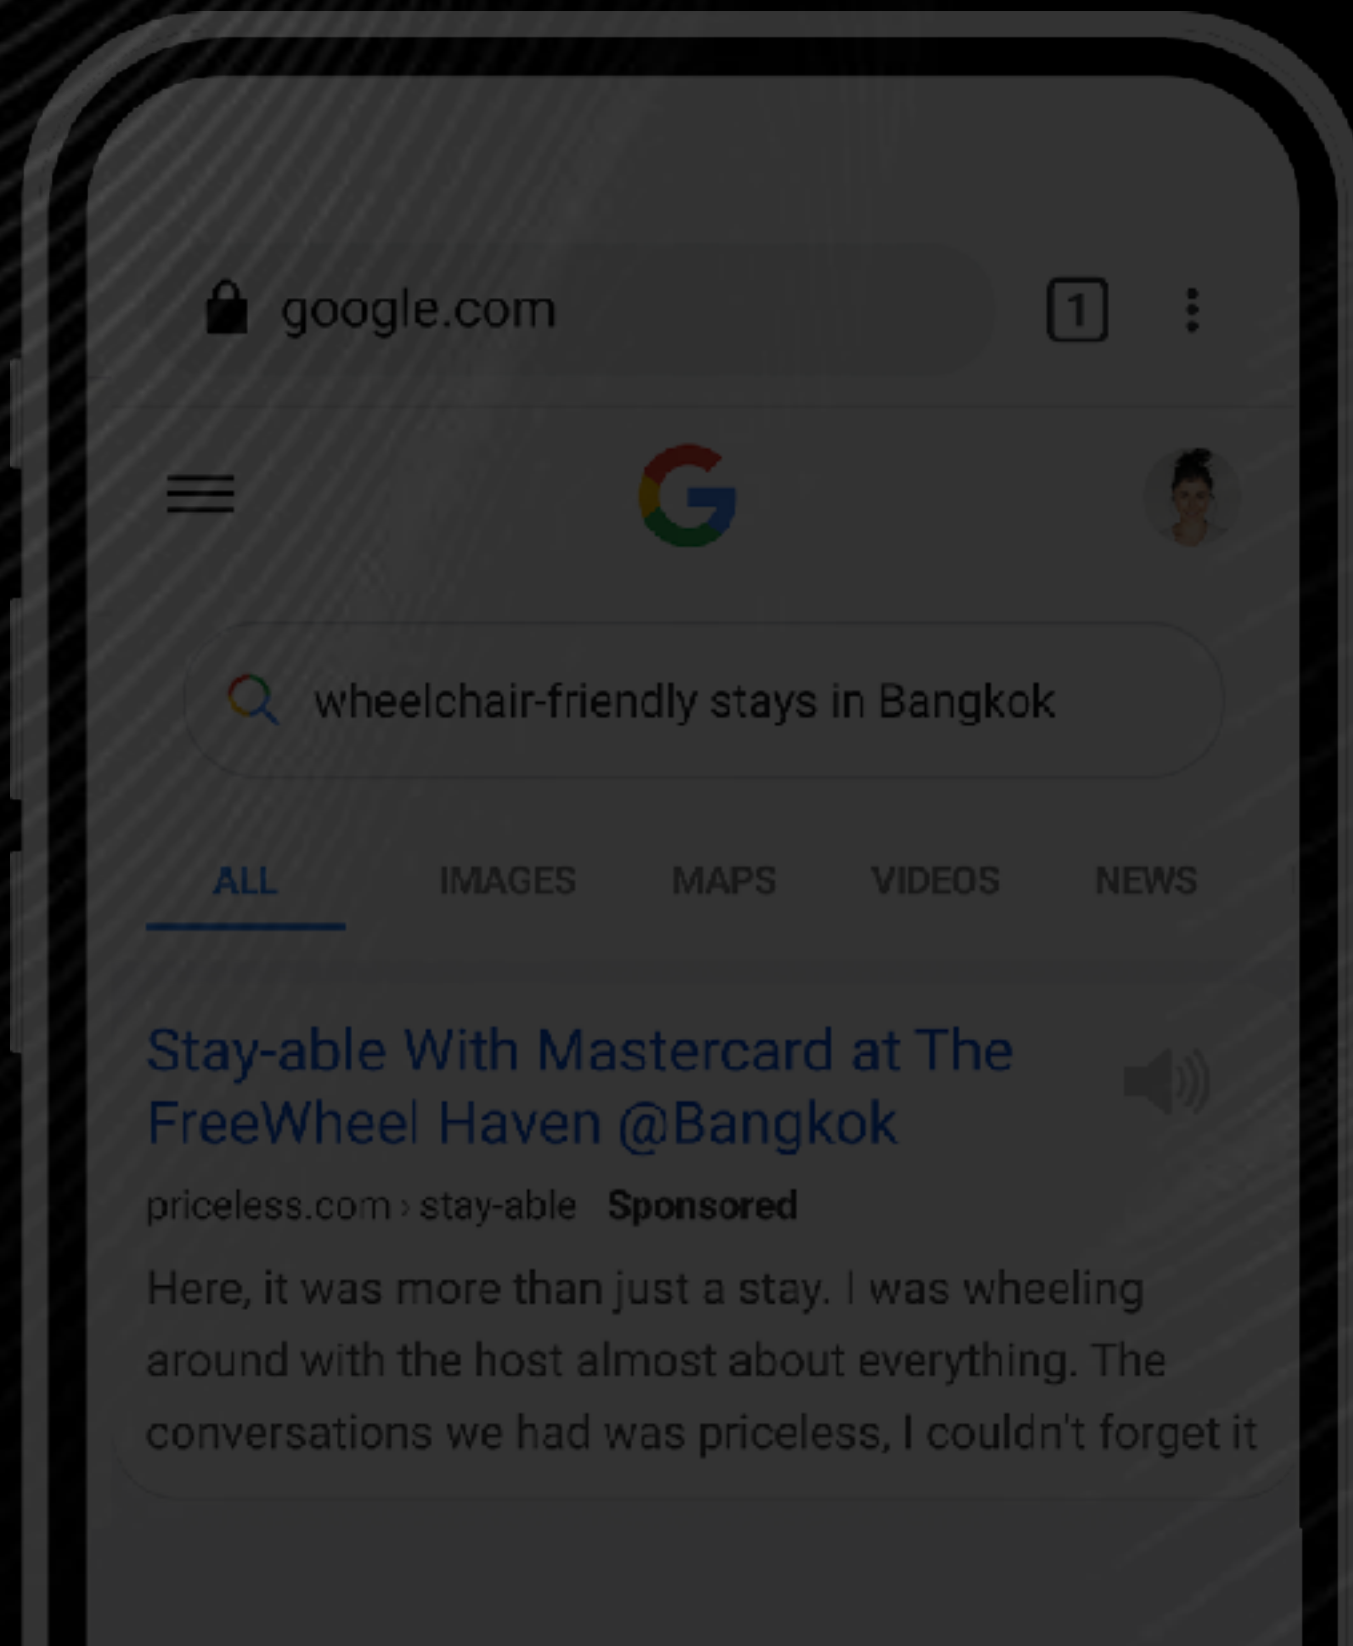 google.com 1
G
wheelchair-friendly stays in Bangkok
ALL IMAGES MAPS VIDEOS NEWS
Stay-able With Mastercard at The
FreeWheel Haven @Bangkok
priceless.com › stay-able Sponsored
Here, it was more than just a stay. I was wheeling
around with the host almost about everything. The
conversations we had was priceless, I couldn't forget it